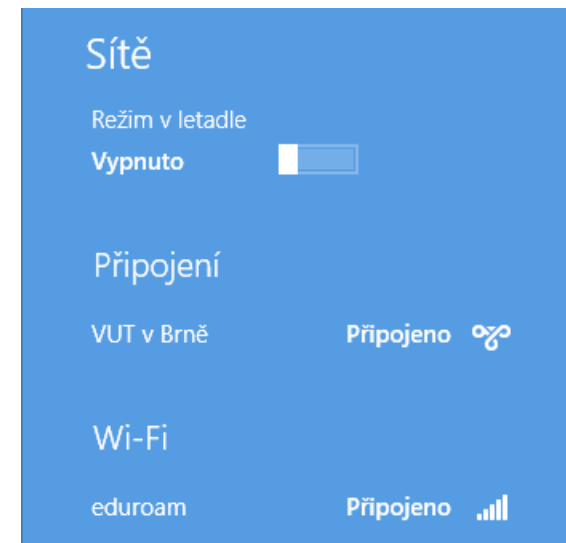 Sítě
Režim v letadle
Vypnuto
Připojení
VUT v Brně Připojeno
Wi-Fi
eduroam Připojeno